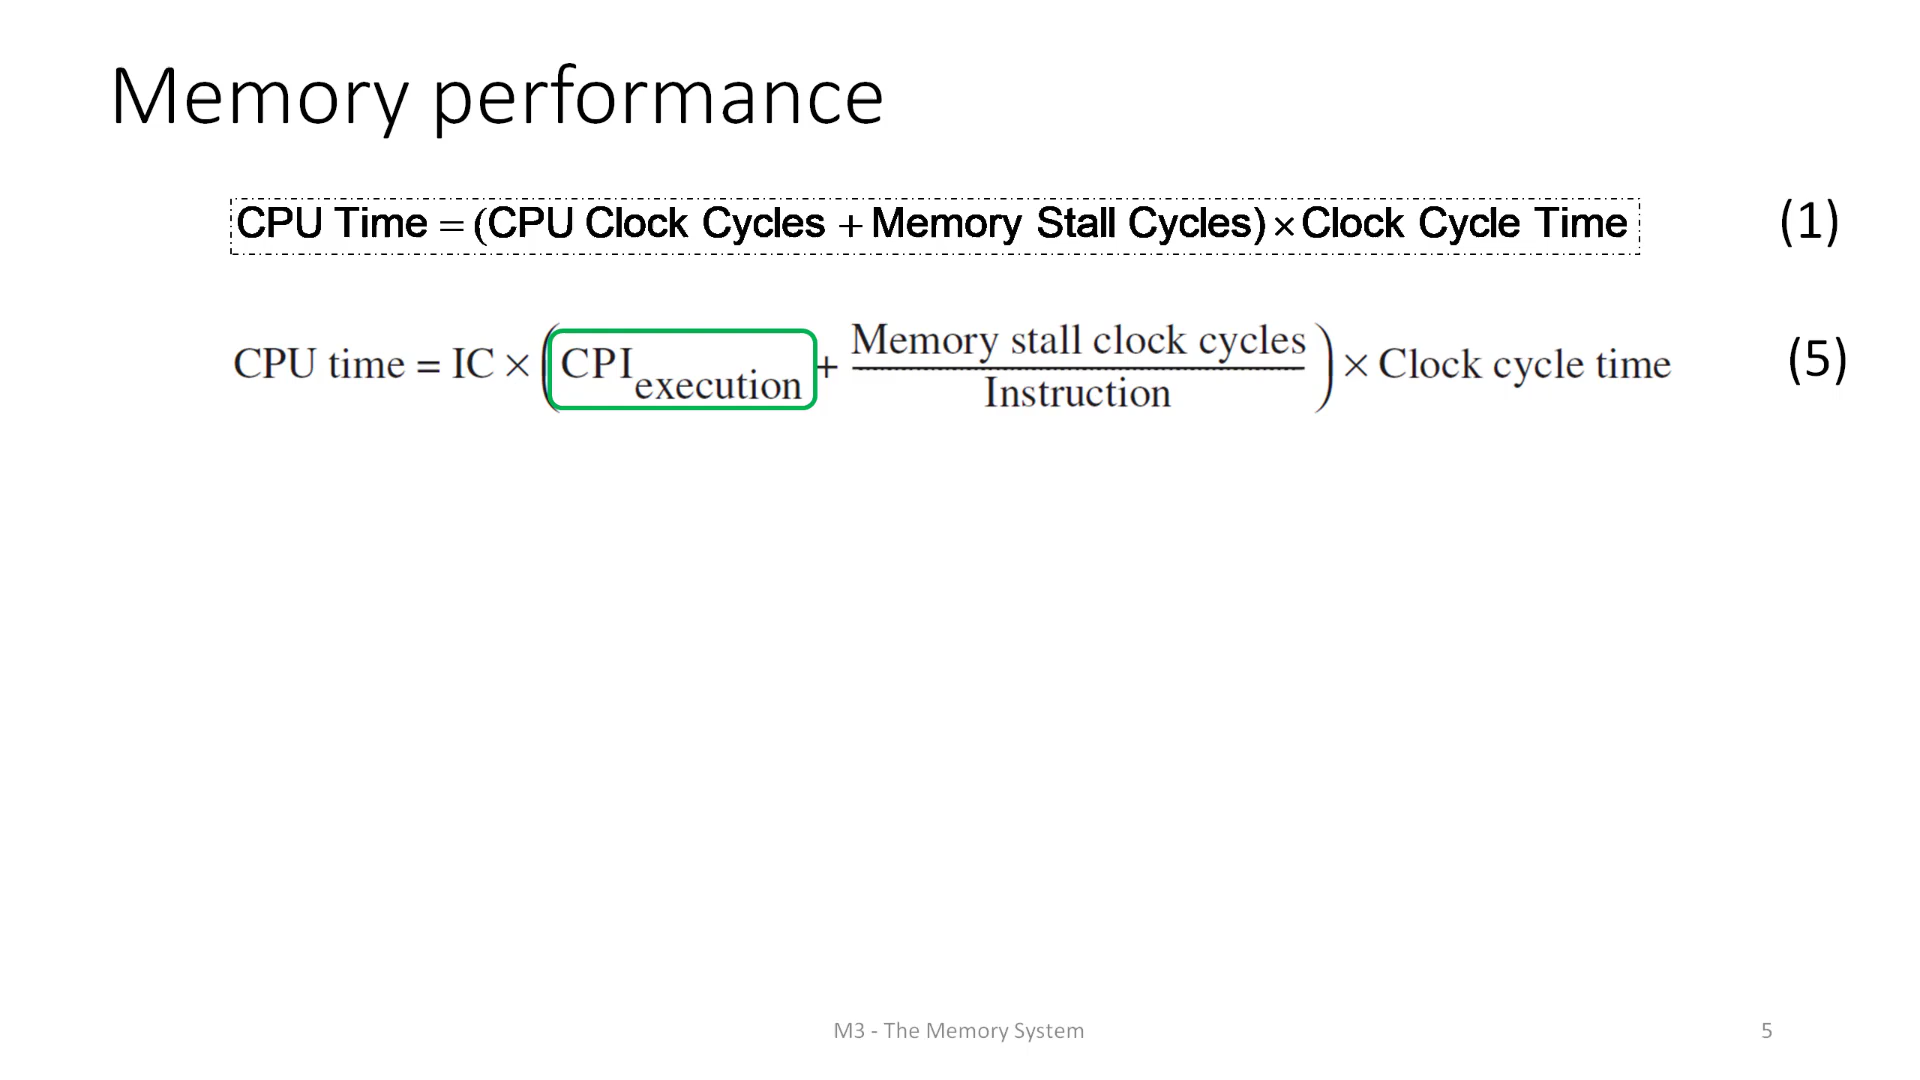 Memory performance
CPU Time = (CPU Clock Cycles + Memory Stall Cycles) × Clock Cycle Time (1)
CPU time = IC × ( CPI execution + Memory stall clock cycles / Instruction ) × Clock cycle time (5)
M3 - The Memory System 5